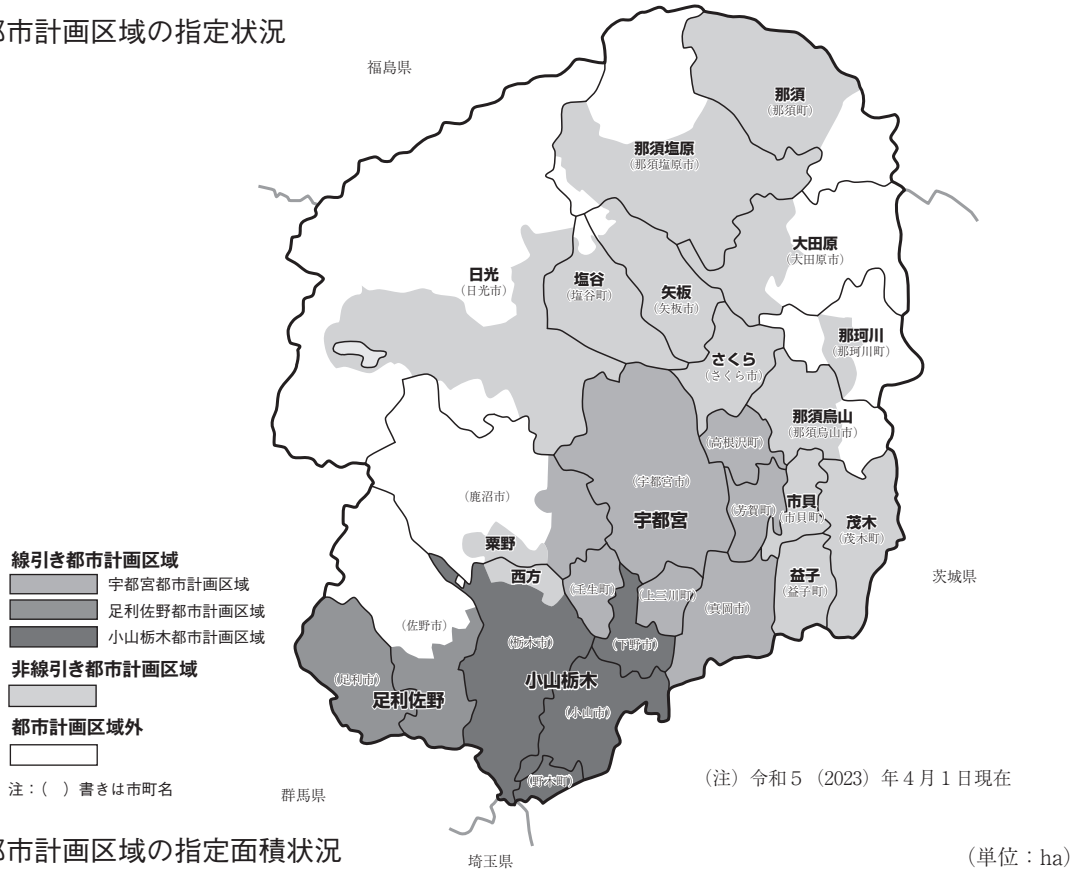 都市計画区域の指定状況
福島県
那須
（那須町）
那須塩原
（那須塩原市）
大田原
（大田原市）
日光
（日光市）
塩谷
（塩谷町）
矢板
（矢板市）
那珂川
（那珂川町）
さくら
（さくら市）
那須烏山
（那須烏山市）
（高根沢町）
（宇都宮市）
宇都宮
（鹿沼市）
（芳賀町）
市貝
（市貝町）
茂木
（茂木町）
粟野
西方
（壬生町）
（上三川町）
（真岡市）
益子
（益子町）
茨城県
線引き都市計画区域
宇都宮都市計画区域
足利佐野都市計画区域
小山栃木都市計画区域
非線引き都市計画区域
都市計画区域外
注：（　）書きは市町名
（佐野市）
（栃木市）
（下野市）
（足利市）
足利佐野
小山栃木
（小山市）
（野木町）
群馬県
埼玉県
（注）令和５（2023）年４月１日現在
都市計画区域の指定面積状況
（単位：ha）